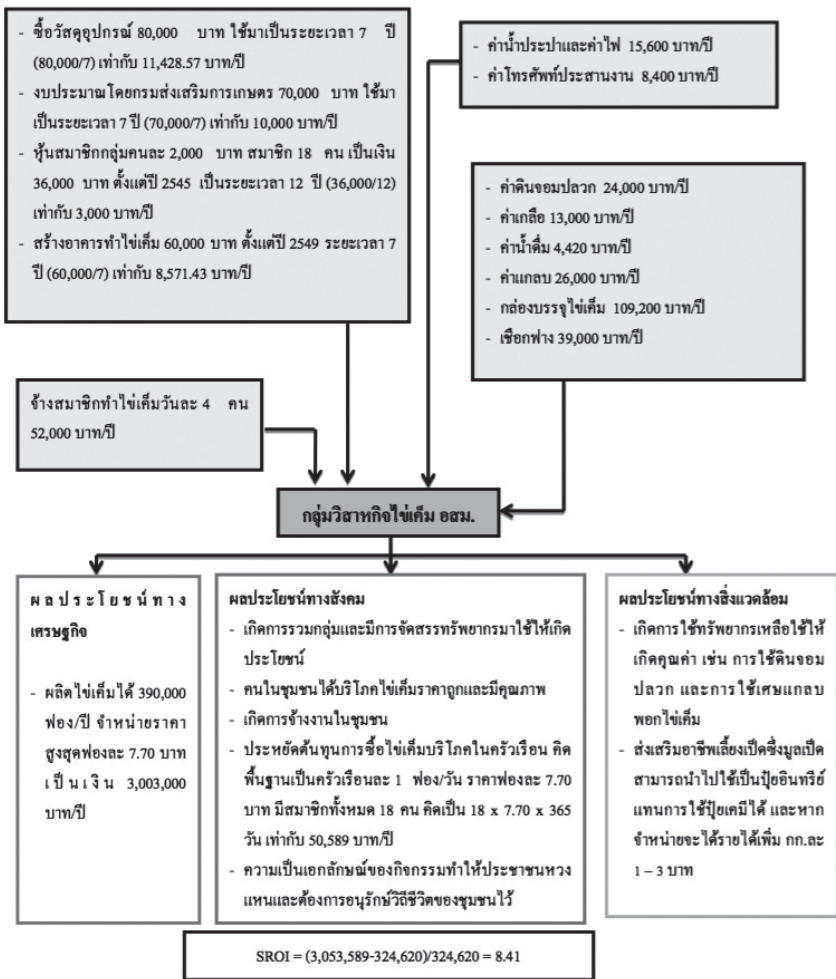 - ซื้อวัสดุอุปกรณ์ 80,000 บาท ใช้มาเป็นระยะเวลา 7 ปี
(80,000/7) เท่ากับ 11,428.57 บาท/ปี
- งบประมาณโดยกรมส่งเสริมการเกษตร 70,000 บาท ใช้มา
เป็นระยะเวลา 7 ปี (70,000/7) เท่ากับ 10,000 บาท/ปี
- หุ้นสมาชิกกลุ่มคนละ 2,000 บาท สมาชิก 18 คน เป็นเงิน
36,000 บาท ตั้งแต่ปี 2545 เป็นระยะเวลา 12 ปี (36,000/12)
เท่ากับ 3,000 บาท/ปี
- สร้างอาคารทำไข่เค็ม 60,000 บาท ตั้งแต่ปี 2549 ระยะเวลา 7
ปี (60,000/7) เท่ากับ 8,571.43 บาท/ปี
- ค่าน้ำประปาและค่าไฟ 15,600 บาท/ปี
- ค่าโทรศัพท์ประสานงาน 8,400 บาท/ปี
- ค่าดินจอมปลวก 24,000 บาท/ปี
- ค่าเกลือ 13,000 บาท/ปี
- ค่าน้ำดื่ม 4,420 บาท/ปี
- ค่าแกลบ 26,000 บาท/ปี
- กล่องบรรจุไข่เค็ม 109,200 บาท/ปี
- เชือกฟาง 39,000 บาท/ปี
จ้างสมาชิกทำไข่เค็มวันละ 4 คน
52,000 บาท/ปี
กลุ่มวิสาหกิจไข่เค็ม อสม.
ผลประโยชน์ทาง
เศรษฐกิจ
- ผลิตไข่เค็มได้ 390,000
ฟอง/ปี จำหน่ายราคา
สูงสุดฟองละ 7.70 บาท
เป็นเงิน 3,003,000
บาท/ปี
ผลประโยชน์ทางสังคม
- เกิดการรวมกลุ่มและมีการจัดสรรทรัพยากรมาใช้ให้เกิด
ประโยชน์
- คนในชุมชนได้บริโภคไข่เค็มราคาถูกและมีคุณภาพ
- เกิดการจ้างงานในชุมชน
- ประหยัดต้นทุนการซื้อไข่เค็มบริโภคในครัวเรือน คิด
พื้นฐานเป็นครัวเรือนละ 1 ฟอง/วัน ราคาฟองละ 7.70
บาท มีสมาชิกทั้งหมด 18 คน คิดเป็น 18 x 7.70 x 365
วัน เท่ากับ 50,589 บาท/ปี
- ความเป็นเอกลักษณ์ของกิจกรรมทำให้ประชาชนหวง
แหนและต้องการอนุรักษ์วิถีชีวิตของชุมชนไว้
ผลประโยชน์ทางสิ่งแวดล้อม
- เกิดการใช้ทรัพยากรเหลือใช้ให้
เกิดคุณค่า เช่น การใช้ดินจอม
ปลวก และการใช้เศษแกลบ
พอกไข่เค็ม
- ส่งเสริมอาชีพเลี้ยงเป็ดซึ่งมูลเป็ด
สามารถนำไปใช้เป็นปุ๋ยอินทรีย์
แทนการใช้ปุ๋ยเคมีได้ และหาก
จำหน่ายจะได้รายได้เพิ่ม กก.ละ
1 – 3 บาท
SROI = (3,053,589-324,620)/324,620 = 8.41